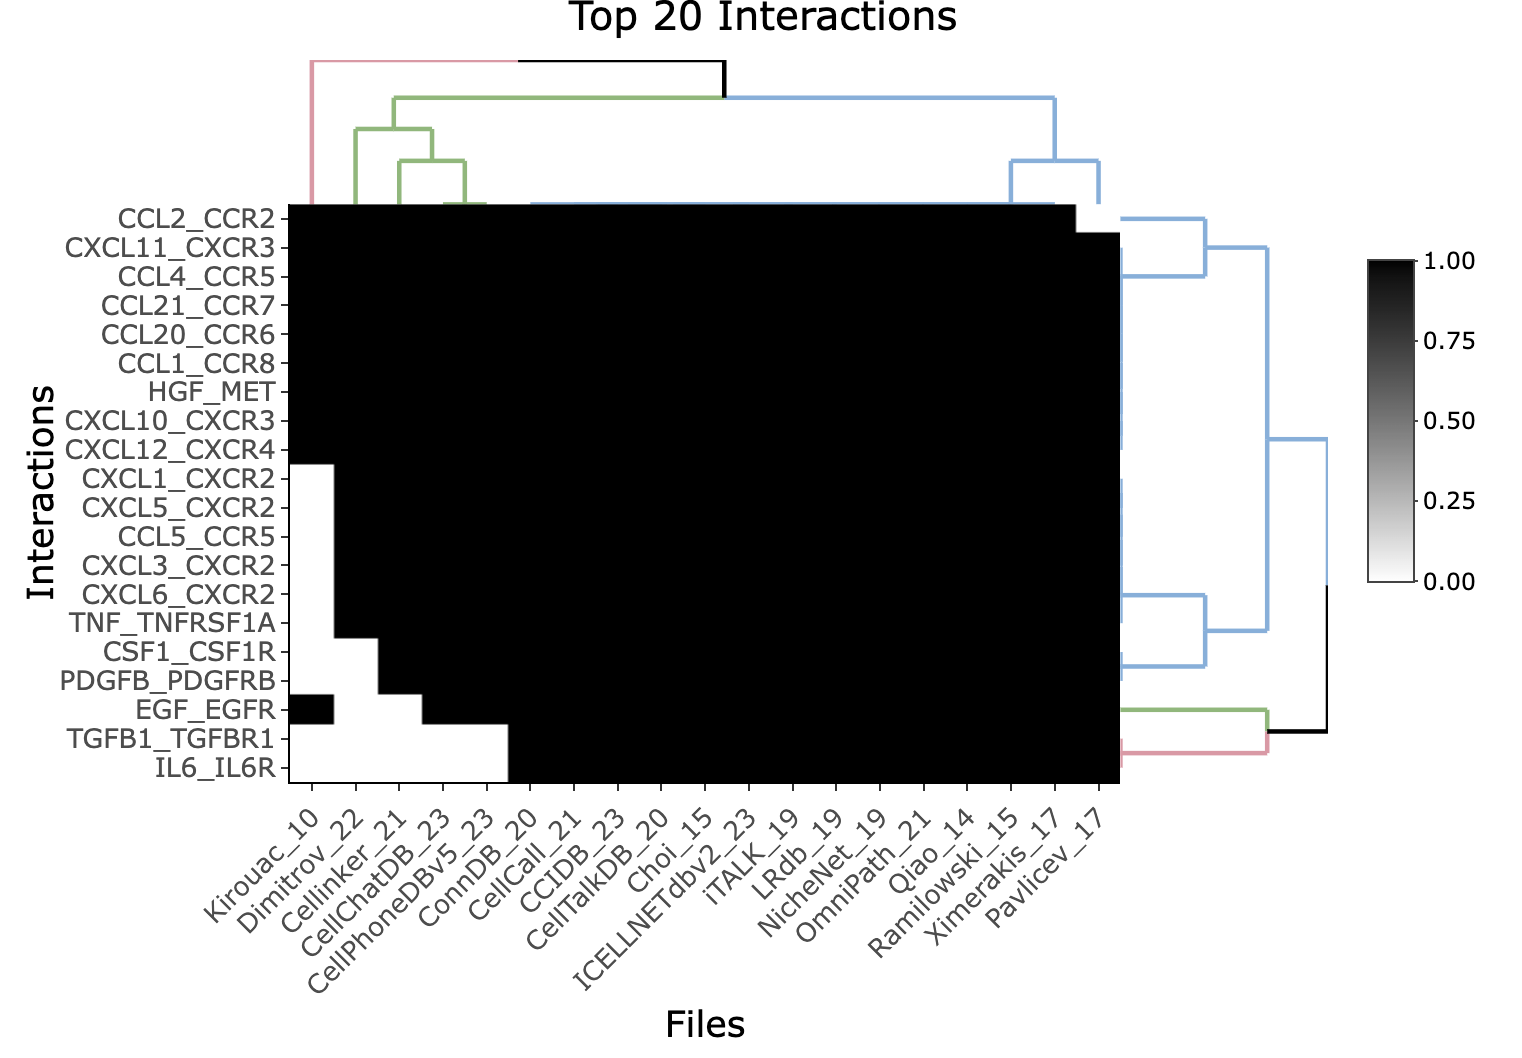 Top 20 Interactions
CCL2_CCR2
CXCL11_CXCR3
CCL4_CCR5
CCL21_CCR7
CCL20_CCR6
CCL1_CCR8
HGF_MET
CXCL10_CXCR3
CXCL12_CXCR4
CXCL1_CXCR2
CXCL5_CXCR2
CCL5_CCR5
CXCL3_CXCR2
CXCL6_CXCR2
TNF_TNFRSF1A
CSF1_CSF1R
PDGFB_PDGFRB
EGF_EGFR
TGFB1_TGFBR1
IL6_IL6R
Interactions
1.00
0.75
0.50
0.25
0.00
Kirouac_10
Dimitrov_22
Cellinker_21
CellChatDB_23
CellPhoneDBv5_23
ConnDB_20
CellCall_21
CCIDB_23
CellTalkDB_20
Choi_15
ICELLNETdbv2_23
iTALK_19
LRdb_19
NicheNet_19
OmniPath_21
Qiao_14
Ramilowski_15
Ximerakis_17
Pavlicev_17
Files